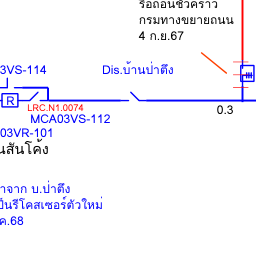 รื้อถอนชั่วคราว
กรมทางขยายถนน
4 ก.ย.67
3VS-114
Dis.บ้านป่าตึง
R
LRC.N1.0074
MCA03VS-112
0.3
03VR-101
นสันโค้ง
าจาก บ.ป่าตึง
ป็นรีโคลสเซอร์ตัวใหม่
ค.68